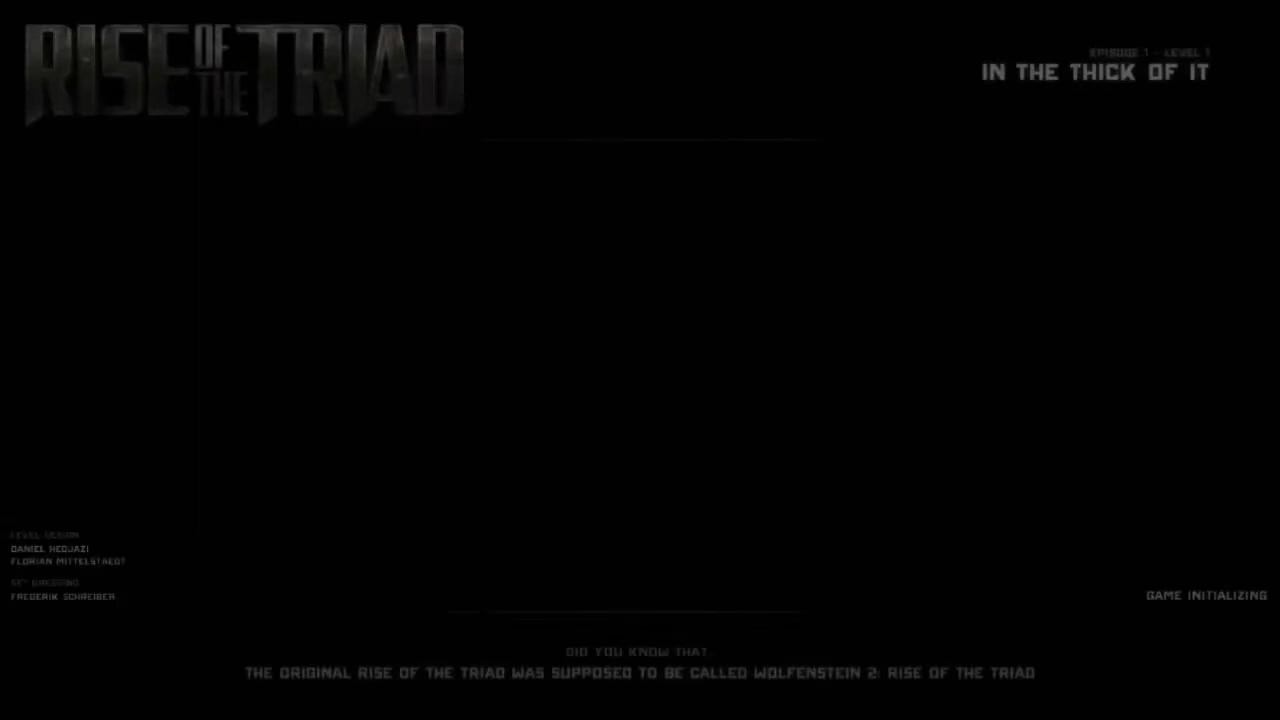 RISE OF THE TRIAD
EPISODE 1 - LEVEL 1
IN THE THICK OF IT
LEVEL DESIGN
DANIEL HEDJAZI
FLORIAN MITTELSTAEDT
SET DRESSING
FREDERIK SCHREIBER
GAME INITIALIZING
DID YOU KNOW THAT...
THE ORIGINAL RISE OF THE TRIAD WAS SUPPOSED TO BE CALLED WOLFENSTEIN 2: RISE OF THE TRIAD